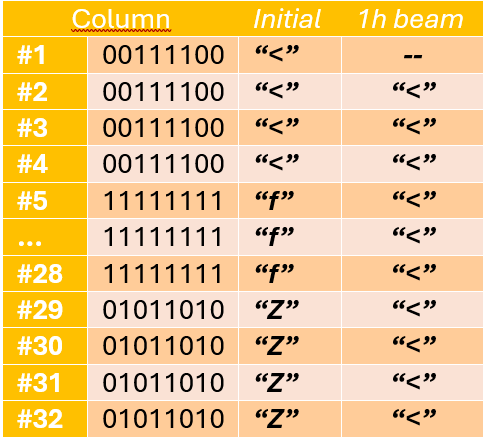 Column Initial 1h beam
#1 00111100 “<” --
#2 00111100 “<” “<”
#3 00111100 “<” “<”
#4 00111100 “<” “<”
#5 11111111 “f” “<”
... 11111111 “f” “<”
#28 11111111 “f” “<”
#29 01011010 “Z” “<”
#30 01011010 “Z” “<”
#31 01011010 “Z” “<”
#32 01011010 “Z” “<”